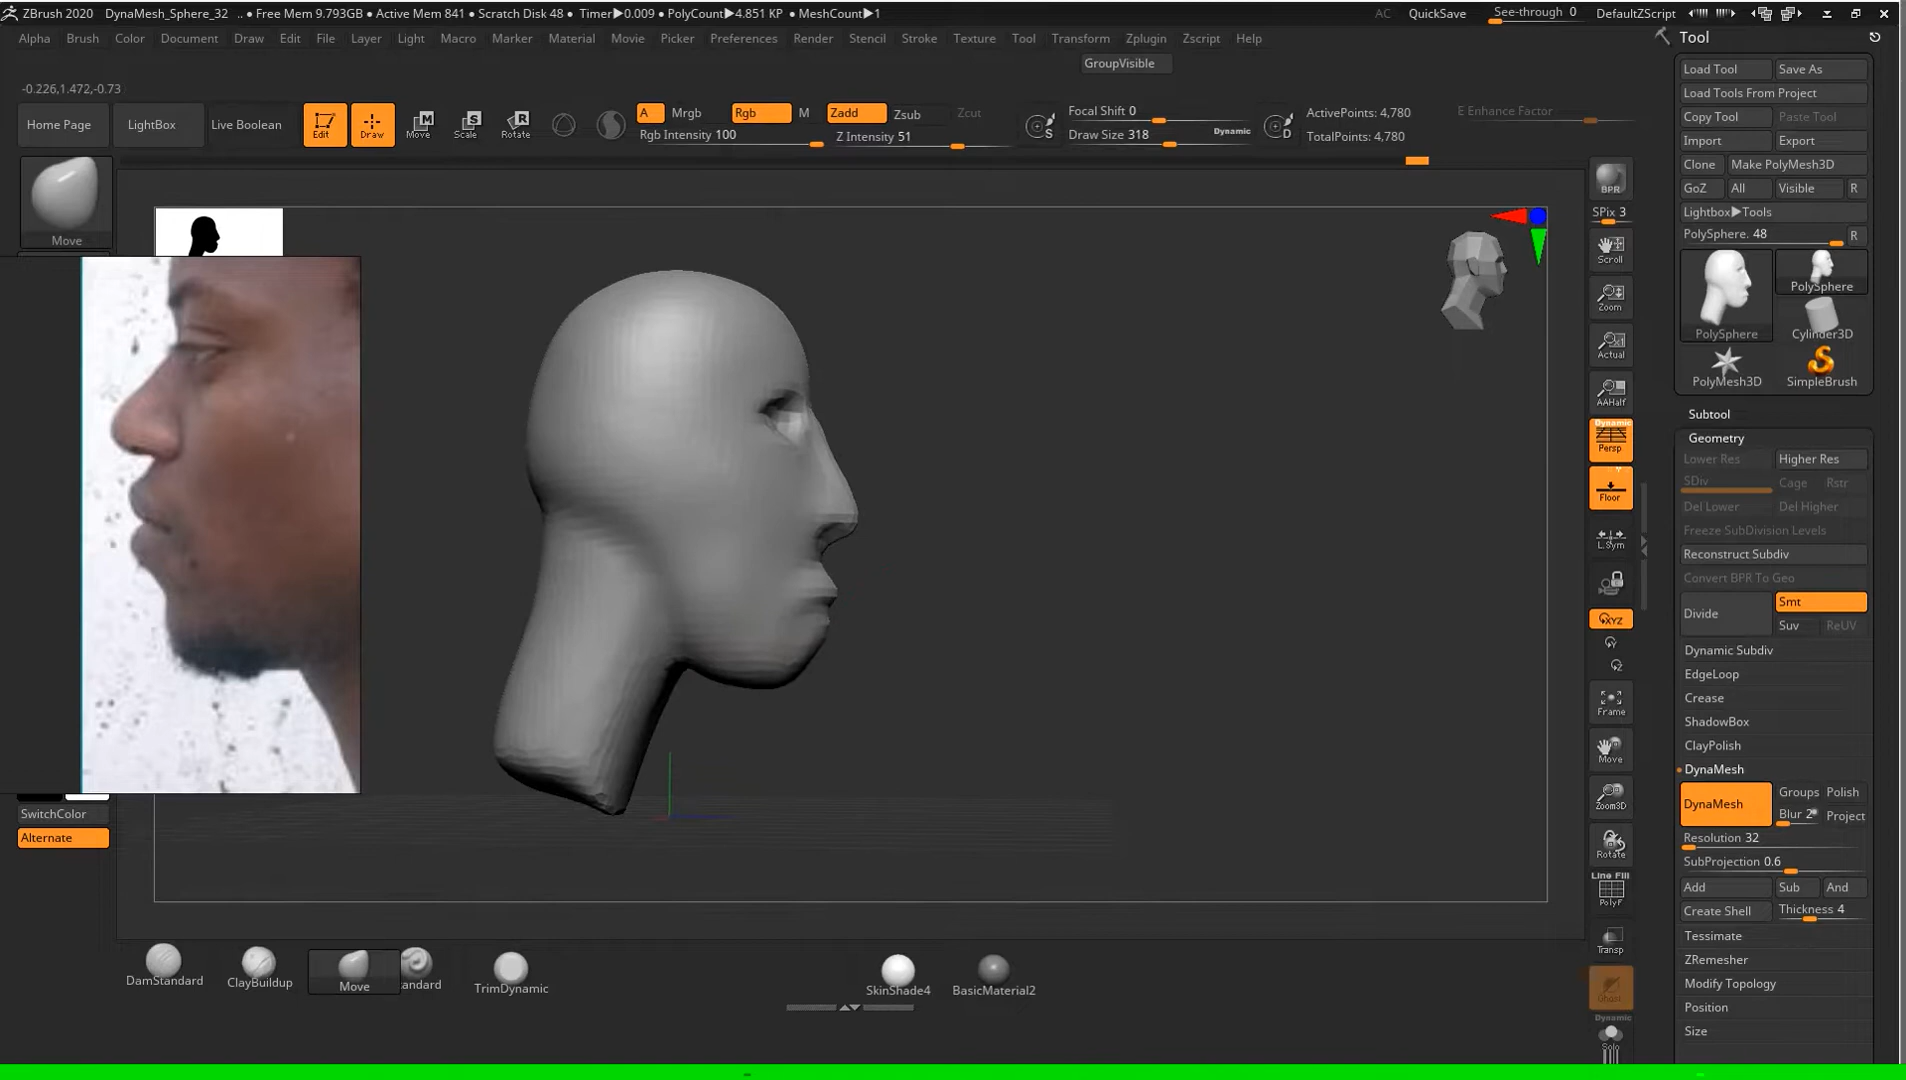 ZBrush 2020 DynaMesh_Sphere_32 .. ● Free Mem 9.793GB ● Active Mem 841 ● Scratch Disk 48 ● Timer▶0.009 ● PolyCount▶4.851 KP ● MeshCount▶1 AC QuickSave See-through 0 DefaultZScript
Alpha Brush Color Document Draw Edit File Layer Light Macro Marker Material Movie Picker Preferences Render Stencil Stroke Texture Tool Transform Zplugin Zscript Help
GroupVisible
-0.226,1.472,-0.73
Home Page LightBox Live Boolean Edit Draw Move Scale Rotate
M S R
A Mrgb Rgb M Zadd Zsub Zcut
Rgb Intensity 100 Z Intensity 51
S Focal Shift 0
Draw Size 318 Dynamic D
ActivePoints: 4,780
TotalPoints: 4,780
E Enhance Factor
Move
SwitchColor
Alternate
DamStandard
ClayBuildup
Move
andard
TrimDynamic
SkinShade4
BasicMaterial2
BPR
SPix 3
Scroll
Zoom
Actual
AAHalf
Dynamic
Persp
Floor
L.Sym
XYZ
Y
Z
Frame
Move
Zoom3D
Rotate
Line Fill
PolyF
Transp
Ghost
Dynamic
Solo
Tool
Load Tool Save As
Load Tools From Project
Copy Tool Paste Tool
Import Export
Clone Make PolyMesh3D
GoZ All Visible R
Lightbox▶Tools
PolySphere. 48 R
PolySphere
PolySphere Cylinder3D
PolyMesh3D SimpleBrush
Subtool
Geometry
Lower Res Higher Res
SDiv Cage Rstr
Del Lower Del Higher
Freeze SubDivision Levels
Reconstruct Subdiv
Convert BPR To Geo
Divide Smt
Suv ReUV
Dynamic Subdiv
EdgeLoop
Crease
ShadowBox
ClayPolish
DynaMesh
DynaMesh Groups Polish
Blur 2 Project
Resolution 32
SubProjection 0.6
Add Sub And
Create Shell Thickness 4
Tessimate
ZRemesher
Modify Topology
Position
Size